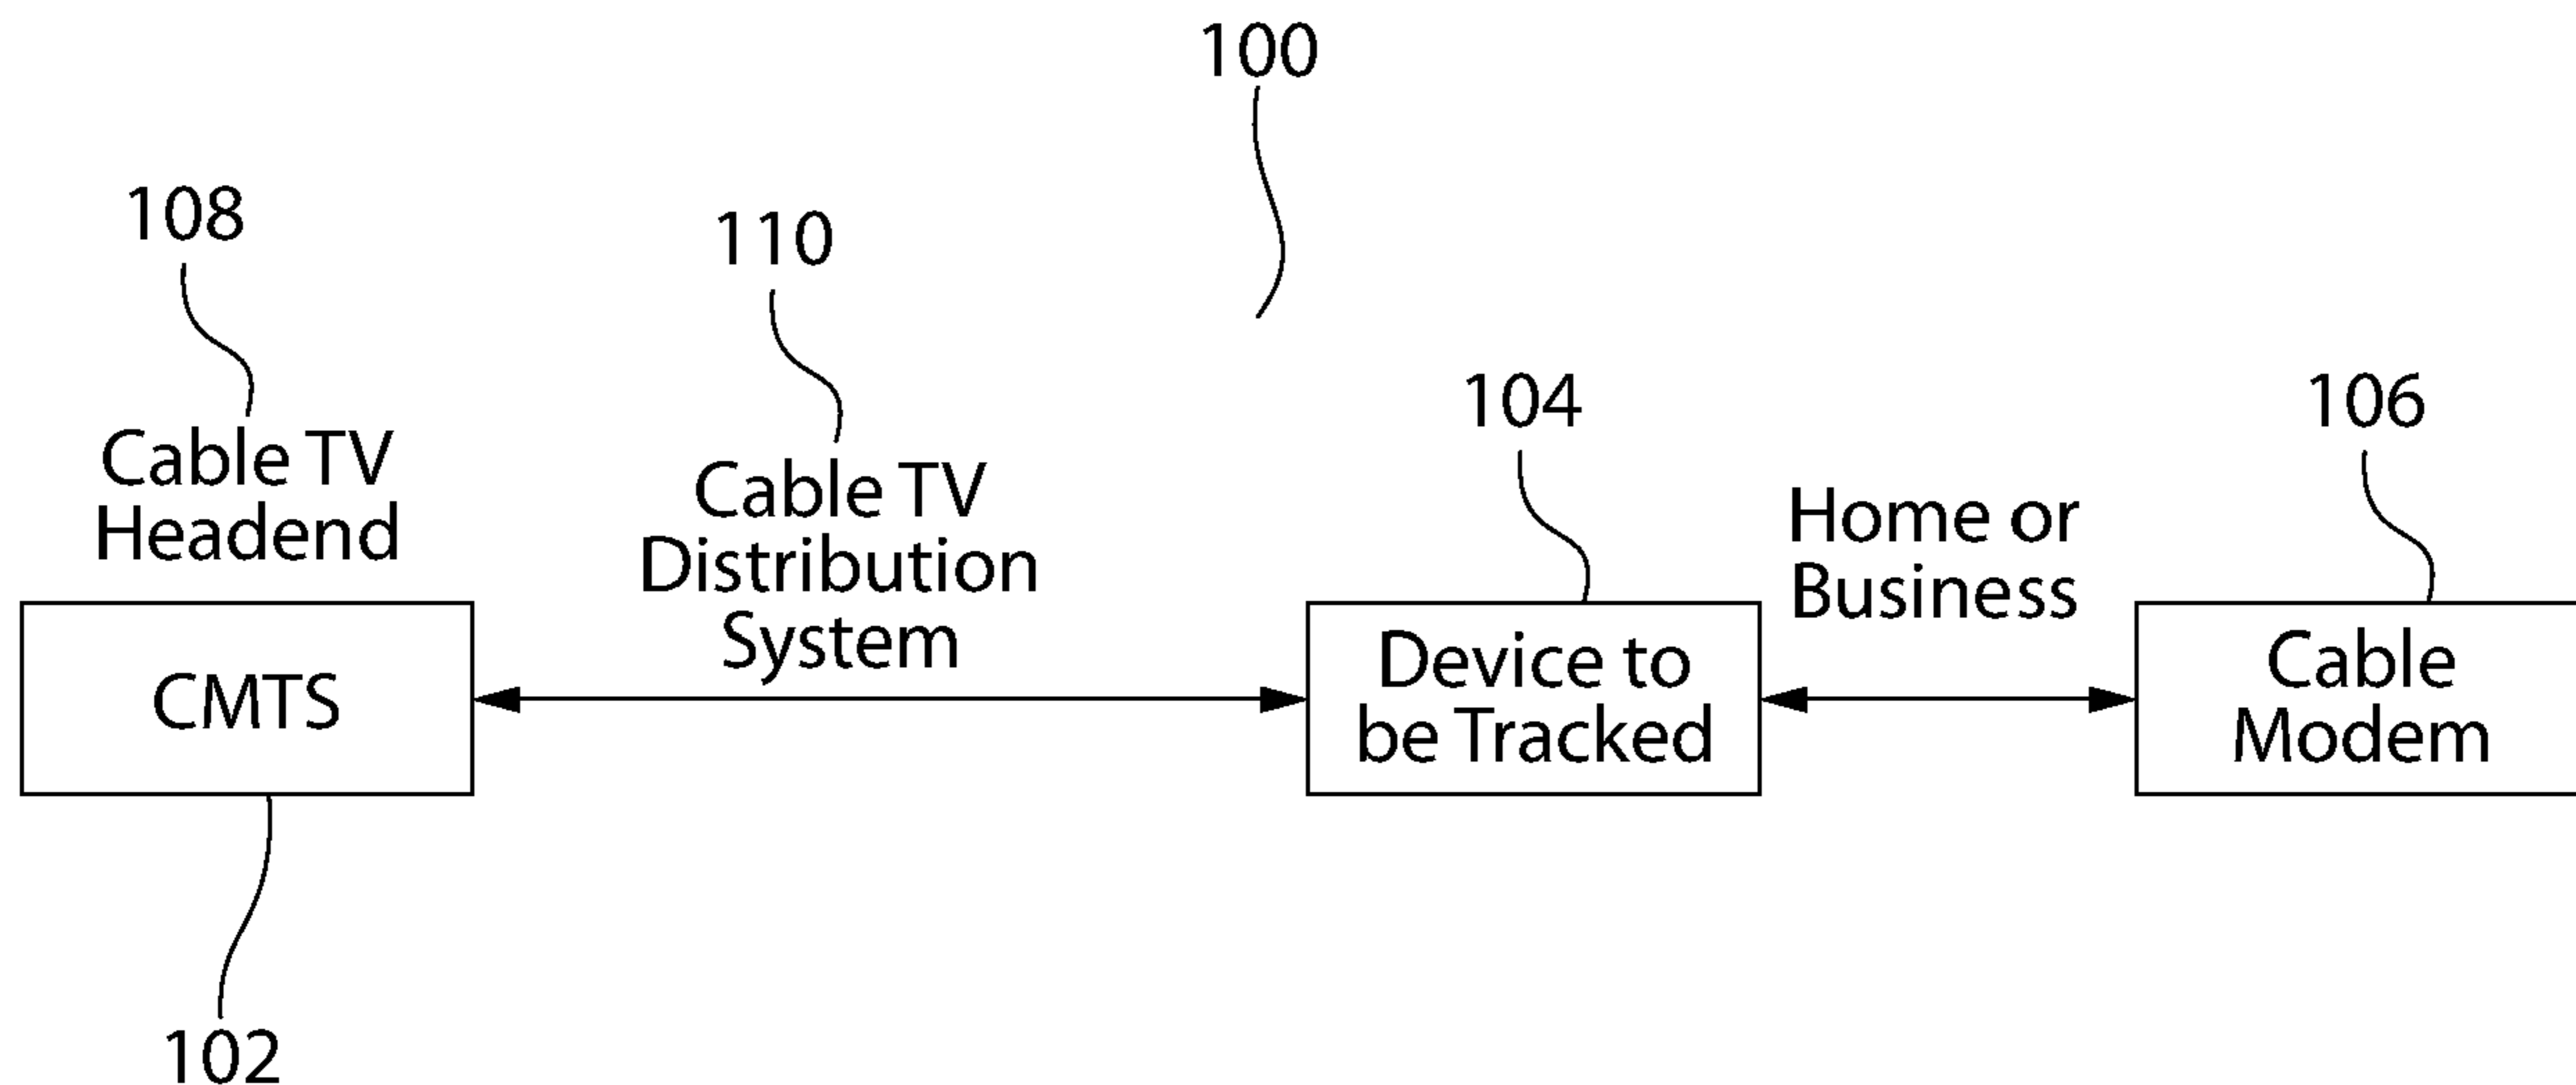 100
108
110
104
106
Cable TV
Headend
Cable TV
Distribution
System
Home or
Business
CMTS
Device to
be Tracked
Cable
Modem
102